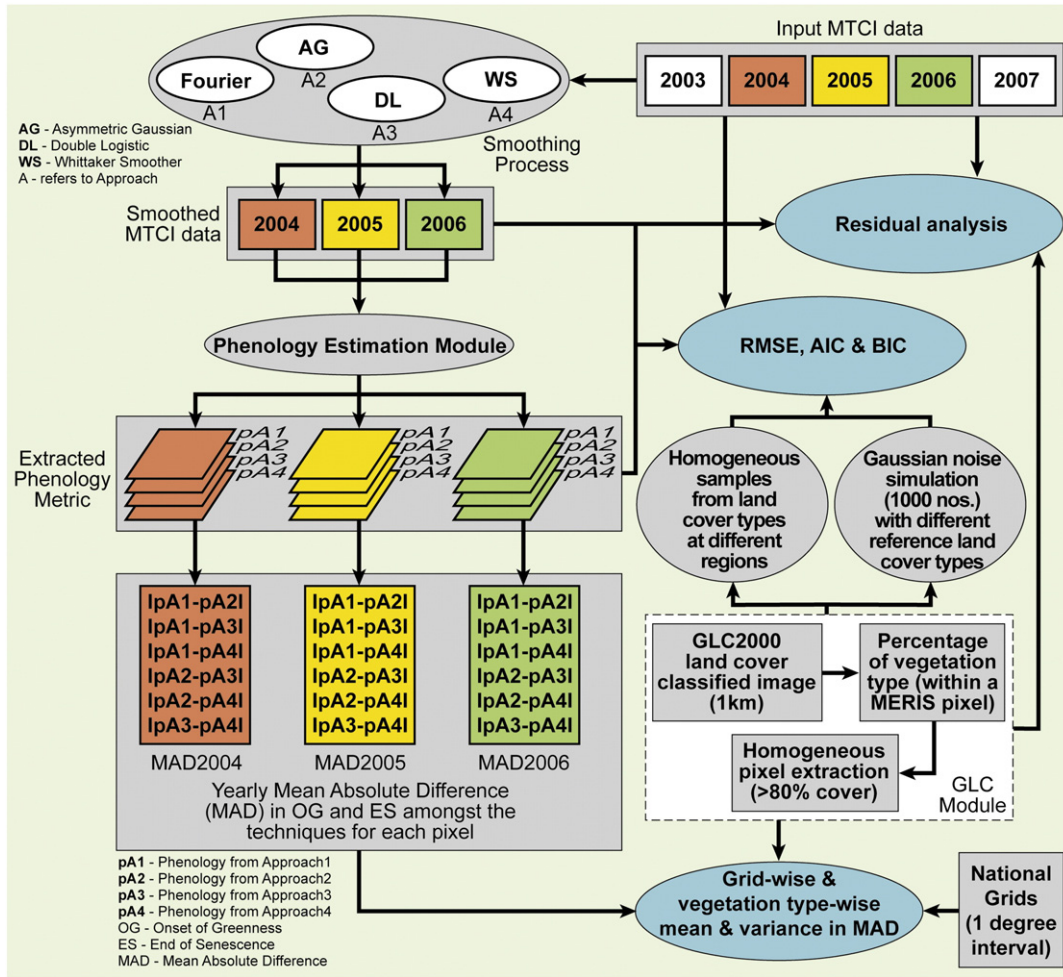 Input MTCI data
2003
2004
2005
2006
2007
AG
A2
Fourier
A1
DL
A3
WS
A4
Smoothing
Process
AG - Asymmetric Gaussian
DL - Double Logistic
WS - Whittaker Smoother
A - refers to Approach
Smoothed
MTCI data
2004
2005
2006
Residual analysis
Phenology Estimation Module
RMSE, AIC & BIC
Extracted
Phenology
Metric
pA1
pA2
pA3
pA4
pA1
pA2
pA3
pA4
pA1
pA2
pA3
pA4
Homogeneous
samples
from land
cover types
at different
regions
Gaussian noise
simulation
(1000 nos.)
with different
reference land
cover types
IpA1-pA2I
IpA1-pA3I
IpA1-pA4I
IpA2-pA3I
IpA2-pA4I
IpA3-pA4I
MAD2004
IpA1-pA2I
IpA1-pA3I
IpA1-pA4I
IpA2-pA3I
IpA2-pA4I
IpA3-pA4I
MAD2005
IpA1-pA2I
IpA1-pA3I
IpA1-pA4I
IpA2-pA3I
IpA2-pA4I
IpA3-pA4I
MAD2006
Yearly Mean Absolute Difference
(MAD) in OG and ES amongst the
techniques for each pixel
GLC2000
land cover
classified image
(1km)
Percentage
of vegetation
type (within a
MERIS pixel)
Homogeneous
pixel extraction
(>80% cover)
GLC
Module
pA1 - Phenology from Approach1
pA2 - Phenology from Approach2
pA3 - Phenology from Approach3
pA4 - Phenology from Approach4
OG - Onset of Greenness
ES - End of Senescence
MAD - Mean Absolute Difference
Grid-wise &
vegetation type-wise
mean & variance in MAD
National
Grids
(1 degree
interval)